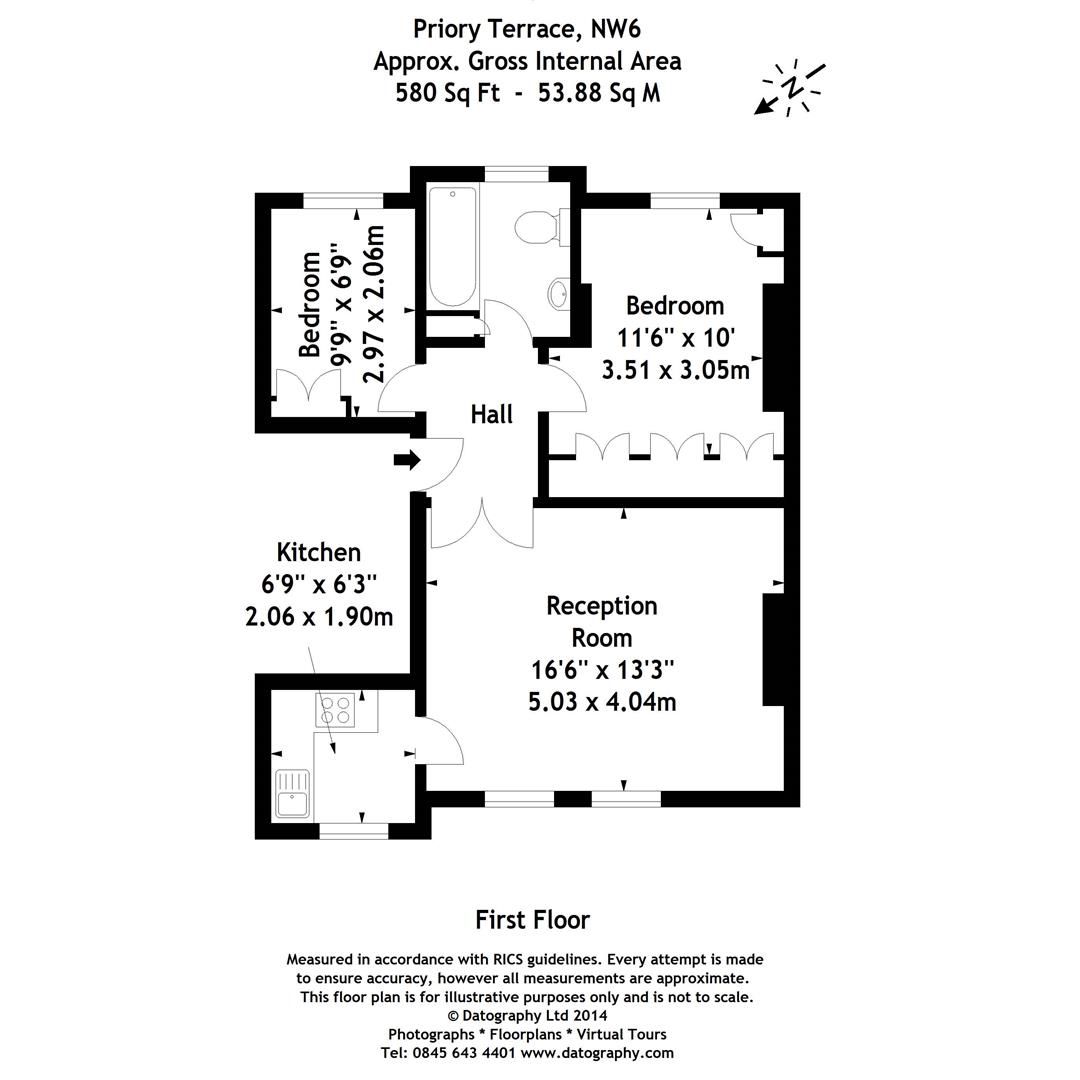 Priory Terrace, NW6
Approx. Gross Internal Area
580 Sq Ft - 53.88 Sq M
N
Bedroom
9'9" x 6'9"
2.97 x 2.06m
Bedroom
11'6" x 10'
3.51 x 3.05m
Hall
Kitchen
6'9" x 6'3"
2.06 x 1.90m
Reception
Room
16'6" x 13'3"
5.03 x 4.04m
First Floor
Measured in accordance with RICS guidelines. Every attempt is made
to ensure accuracy, however all measurements are approximate.
This floor plan is for illustrative purposes only and is not to scale.
© Datography Ltd 2014
Photographs * Floorplans * Virtual Tours
Tel: 0845 643 4401 www.datography.com